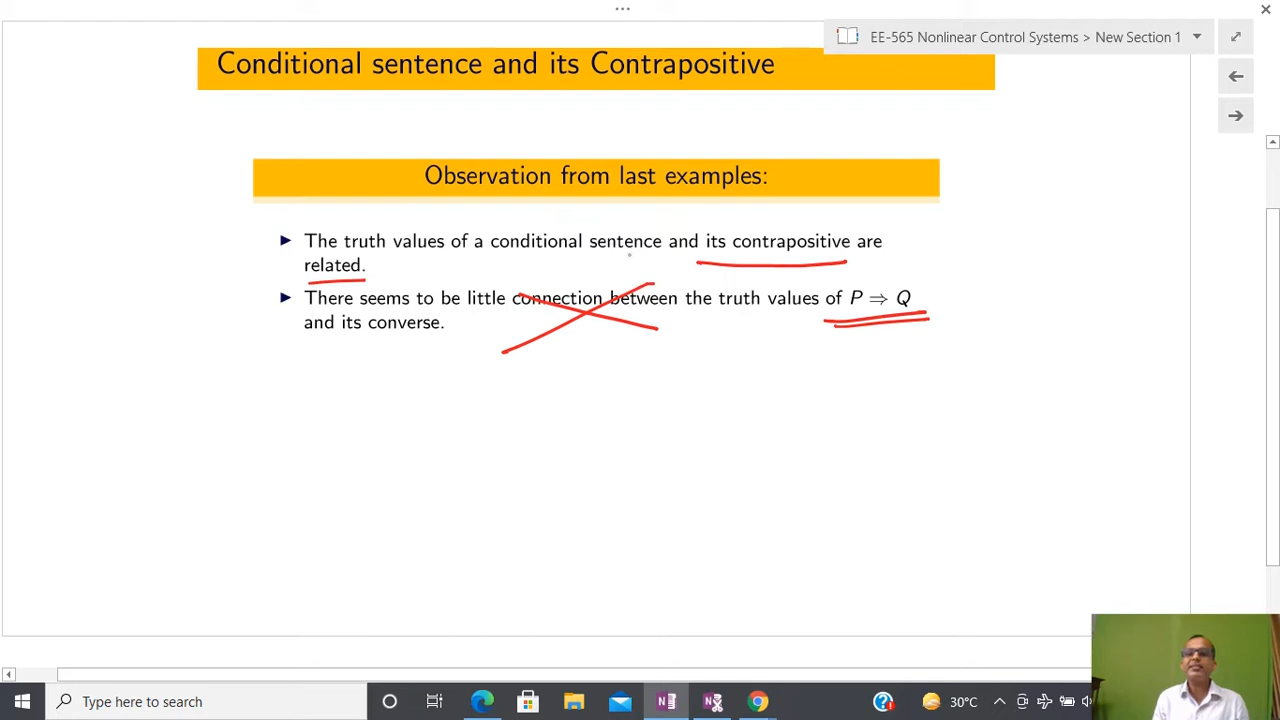 ...
EE-565 Nonlinear Control Systems > New Section 1
Conditional sentence and its Contrapositive
Observation from last examples:
The truth values of a conditional sentence and its contrapositive are
related.
There seems to be little connection between the truth values of P ⇒ Q
and its converse.
Type here to search
30°C